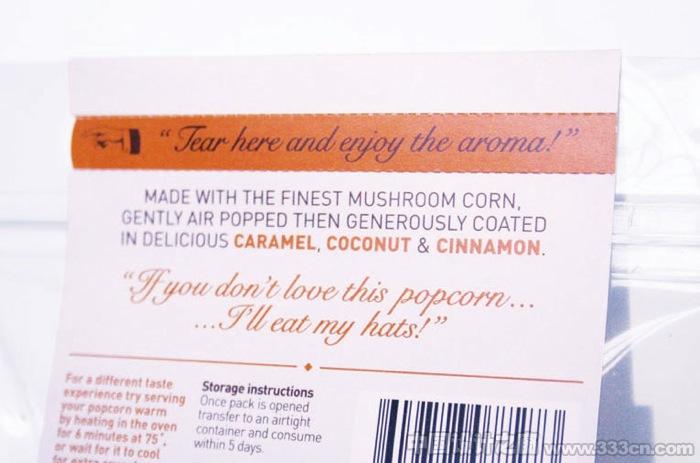 “Tear here and enjoy the aroma!”
MADE WITH THE FINEST MUSHROOM CORN,
GENTLY AIR POPPED THEN GENEROUSLY COATED
IN DELICIOUS CARAMEL, COCONUT & CINNAMON.
“If you don't love this popcorn...
...I'll eat my hats!”
For a different taste
experience try serving
your popcorn warm
by heating in the oven
for 6 minutes at 75°,
or wait for it to cool
for extra
Storage instructions
Once pack is opened
transfer to an airtight
container and consume
within 5 days.
www.333cn.com